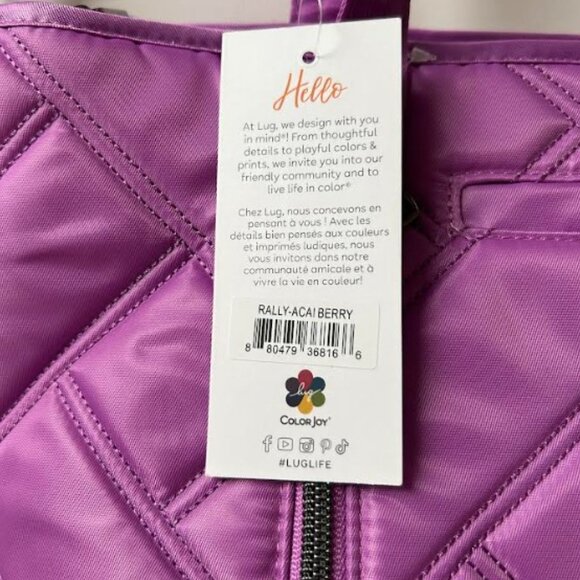 Hello
At Lug, we design with you
in mind®! From thoughtful
details to playful colors &
prints, we invite you into our
friendly community and to
live life in color®
Chez Lug, nous concevons en
pensant à vous ! Avec les
détails bien pensés aux couleurs
et imprimés ludiques, nous
vous invitons dans notre
communauté amicale et à
vivre la vie en couleur!
RALLY-ACAI BERRY
8 80479 36816 6
lug
COLOR JOY®
#LUGLIFE